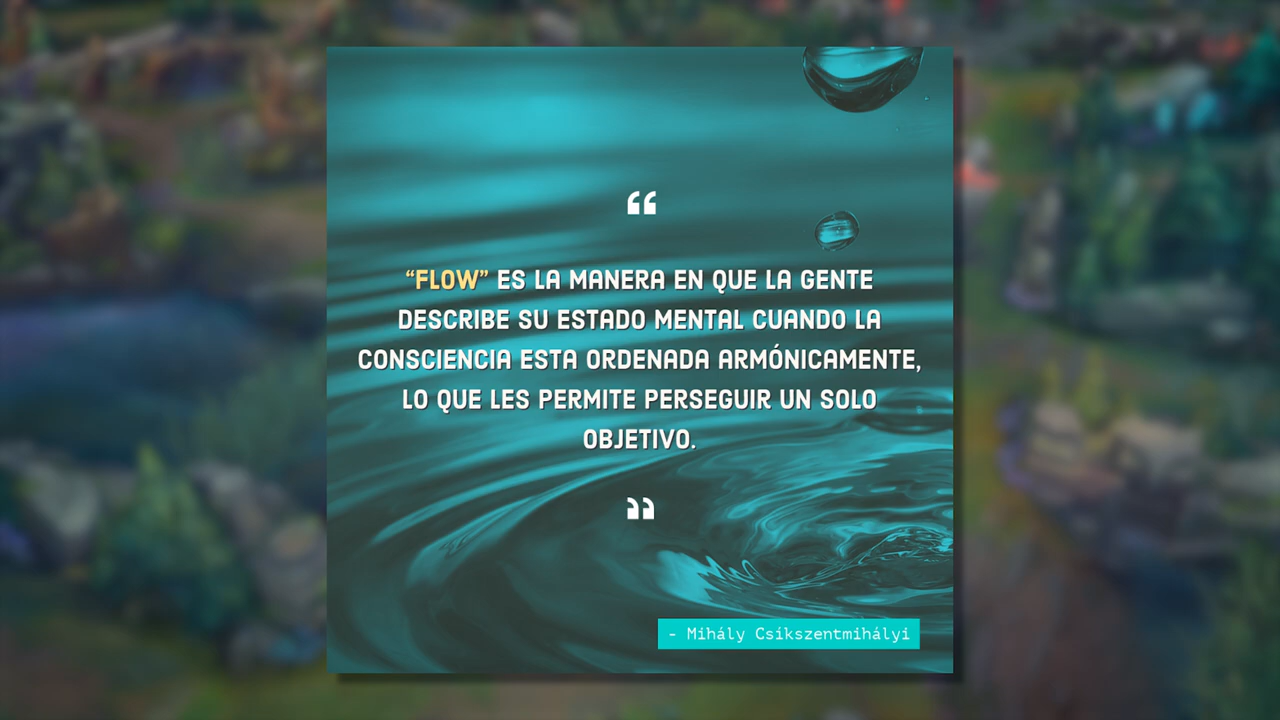 “
“FLOW” ES LA MANERA EN QUE LA GENTE
DESCRIBE SU ESTADO MENTAL CUANDO LA
CONSCIENCIA ESTA ORDENADA ARMÓNICAMENTE,
LO QUE LES PERMITE PERSEGUIR UN SOLO
OBJETIVO.
”
- Mihály Csikszentmihályi